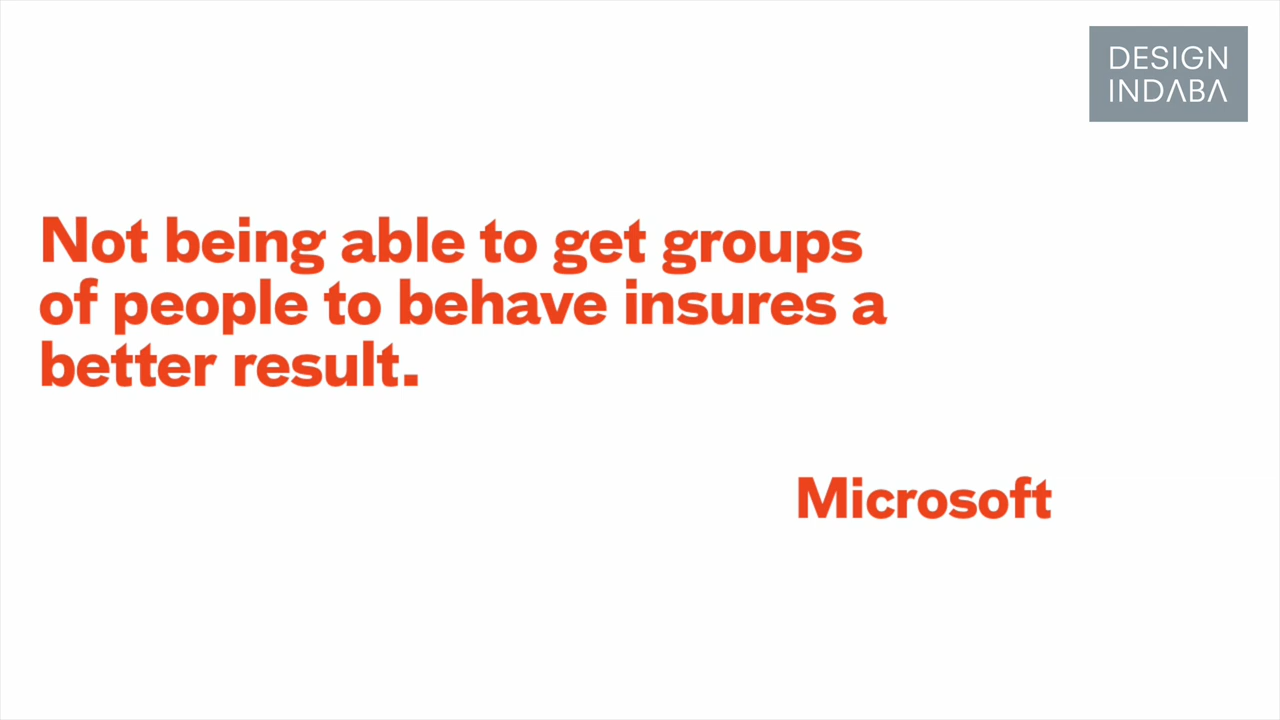 DESIGN
INDABA
Not being able to get groups
of people to behave insures a
better result.
Microsoft